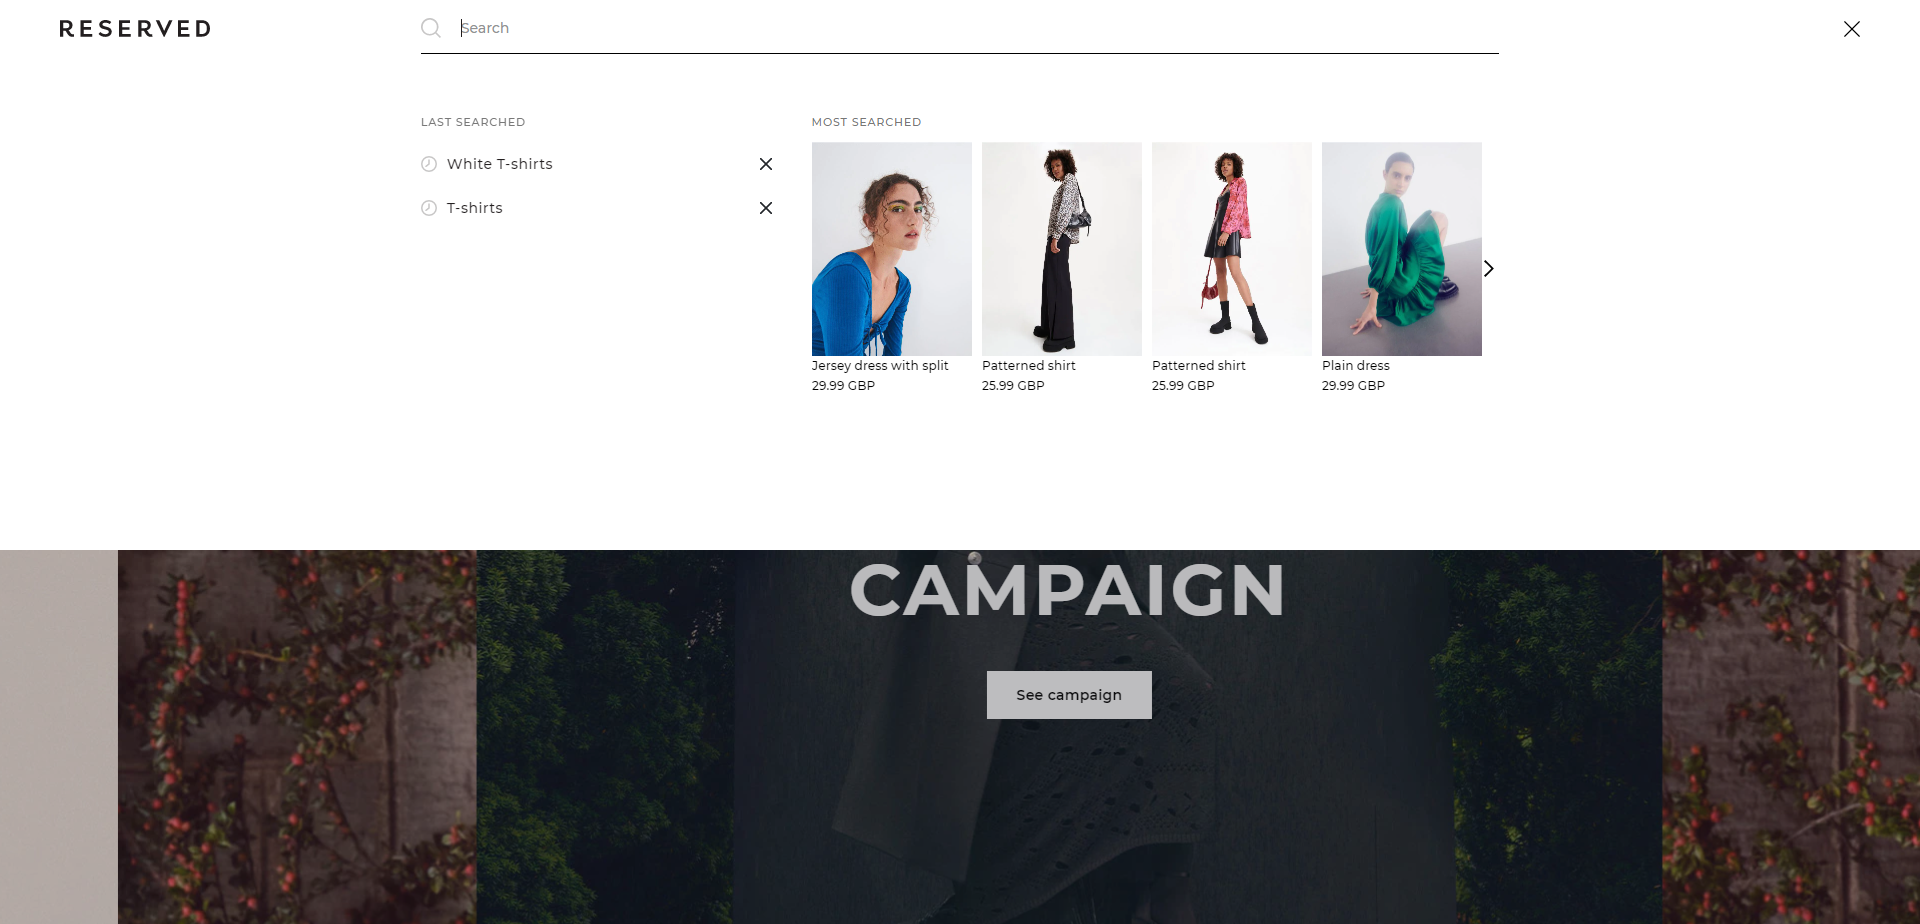 RESERVED
Search
LAST SEARCHED
White T-shirts
T-shirts
MOST SEARCHED
Jersey dress with split
29.99 GBP
Patterned shirt
25.99 GBP
Patterned shirt
25.99 GBP
Plain dress
29.99 GBP
CAMPAIGN
See campaign